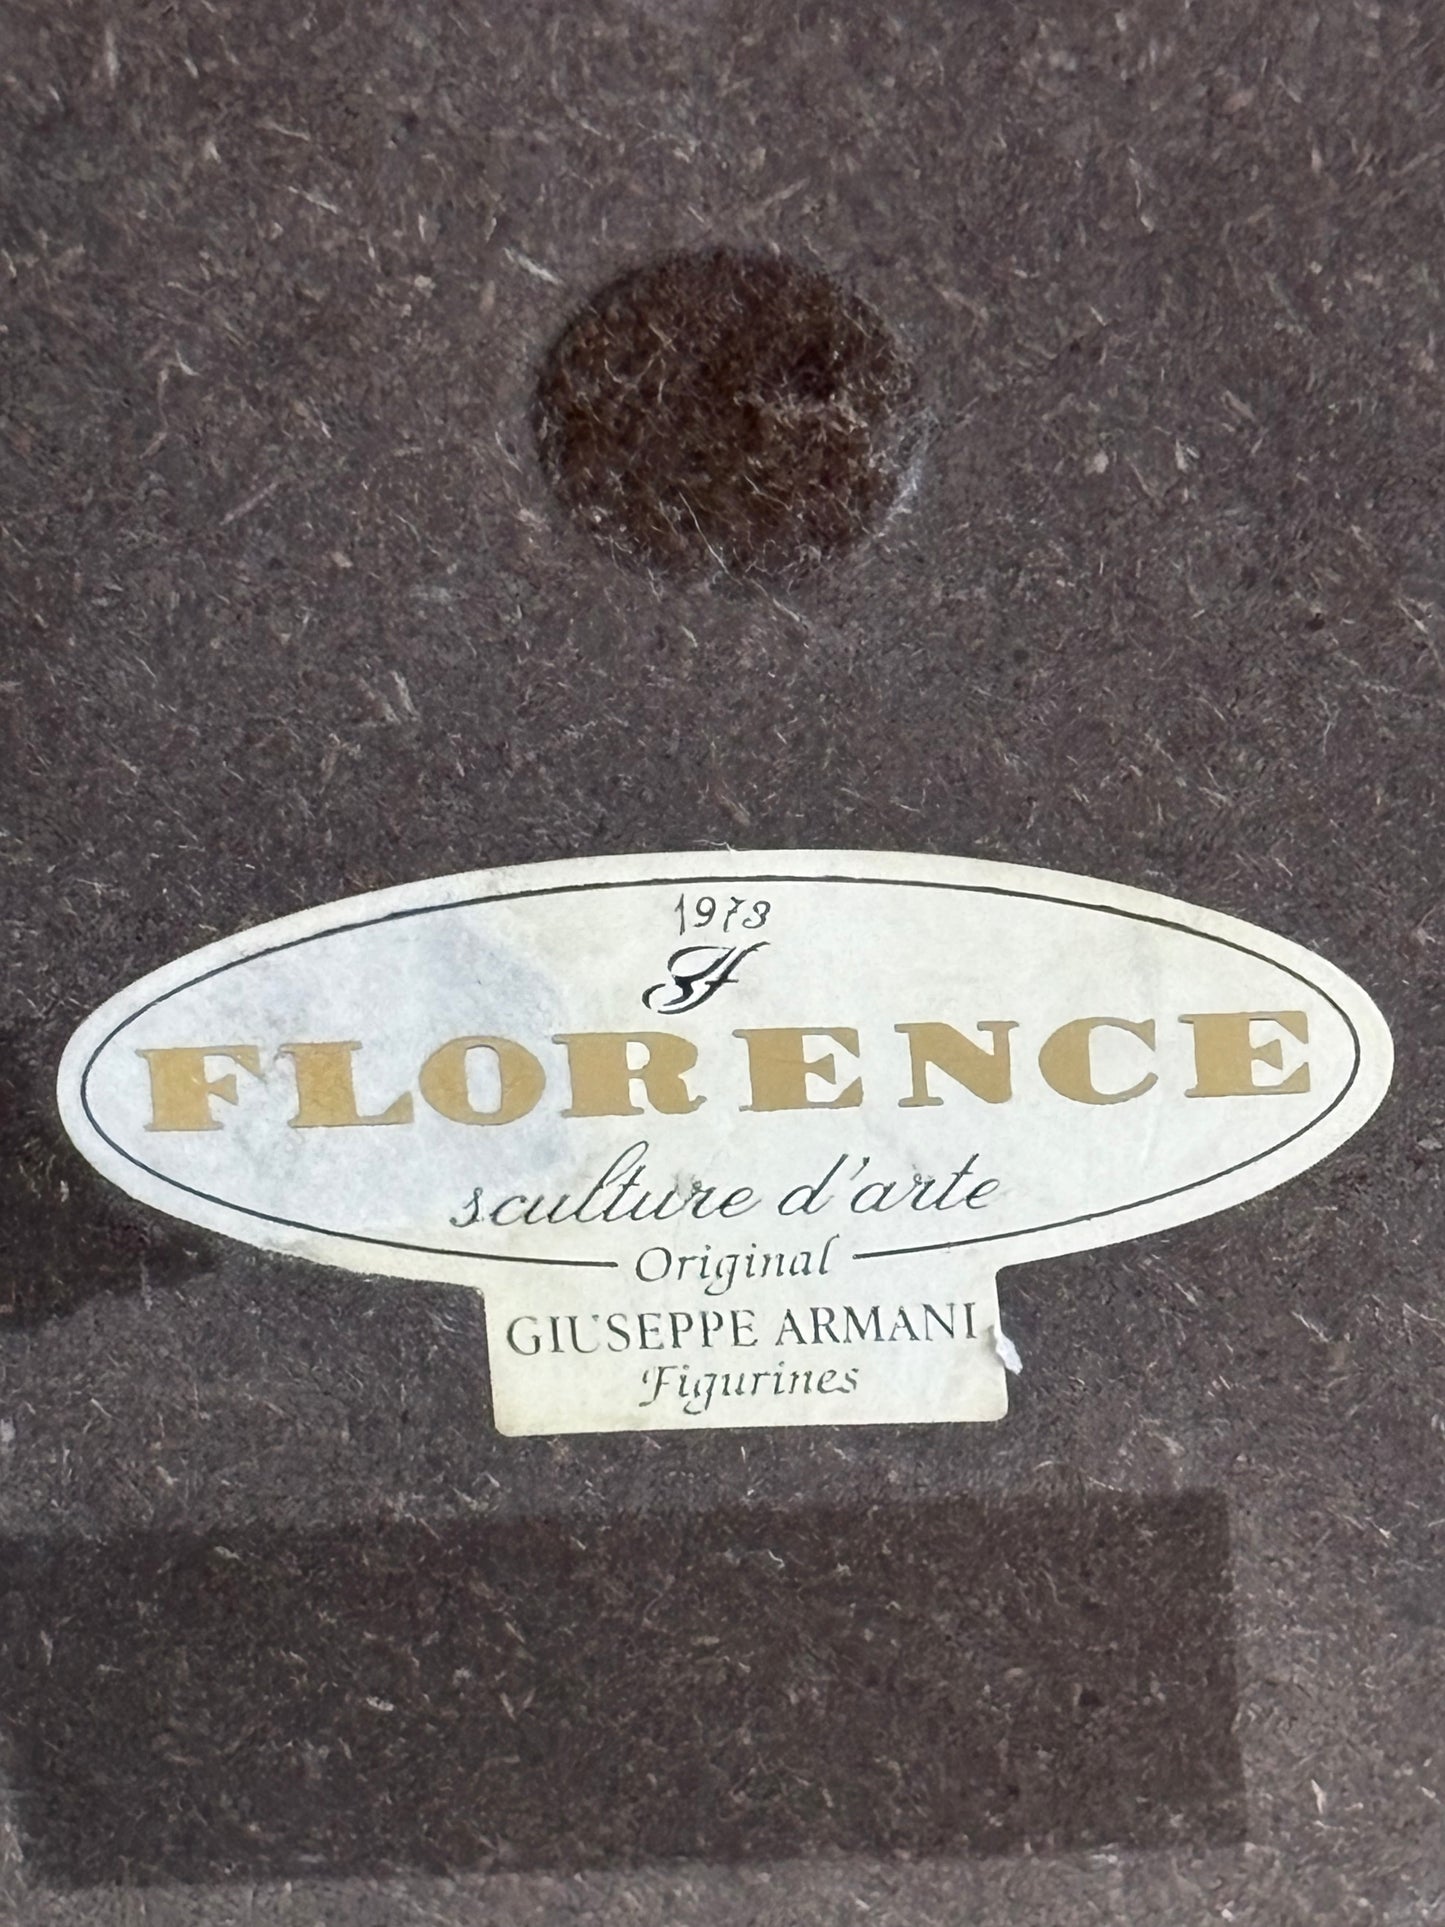 1973
FLORENCE
sculture d'arte
Original
GIUSEPPE ARMANI
Figurines